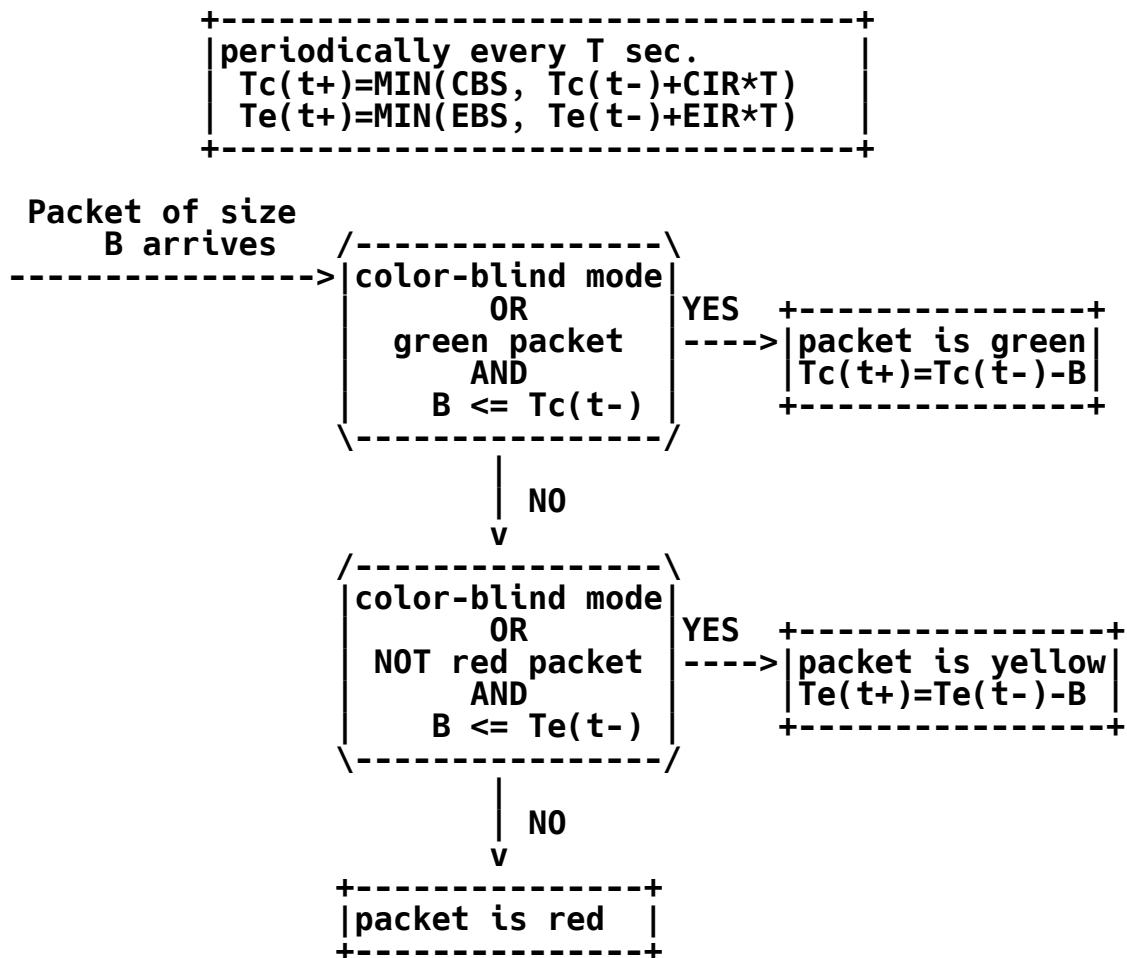 +---------------------------------+
|periodically every T sec.        |
| Tc(t+)=MIN(CBS, Tc(t-)+CIR*T)   |
| Te(t+)=MIN(EBS, Te(t-)+EIR*T)   |
+---------------------------------+
Packet of size
    B arrives   /----------------\
---------------->|color-blind mode|
                 |       OR       |YES  +---------------+
                 |  green packet  |---->|packet is green|
                 |      AND       |     |Tc(t+)=Tc(t-)-B|
                 |    B <= Tc(t-) |     +---------------+
                 \----------------/
                         |
                         | NO
                         v
                 /----------------\
                 |color-blind mode|
                 |       OR       |YES  +----------------+
                 | NOT red packet |---->|packet is yellow|
                 |      AND       |     |Te(t+)=Te(t-)-B |
                 |    B <= Te(t-) |     +----------------+
                 \----------------/
                         |
                         | NO
                         v
                 +---------------+
                 |packet is red  |
                 +---------------+